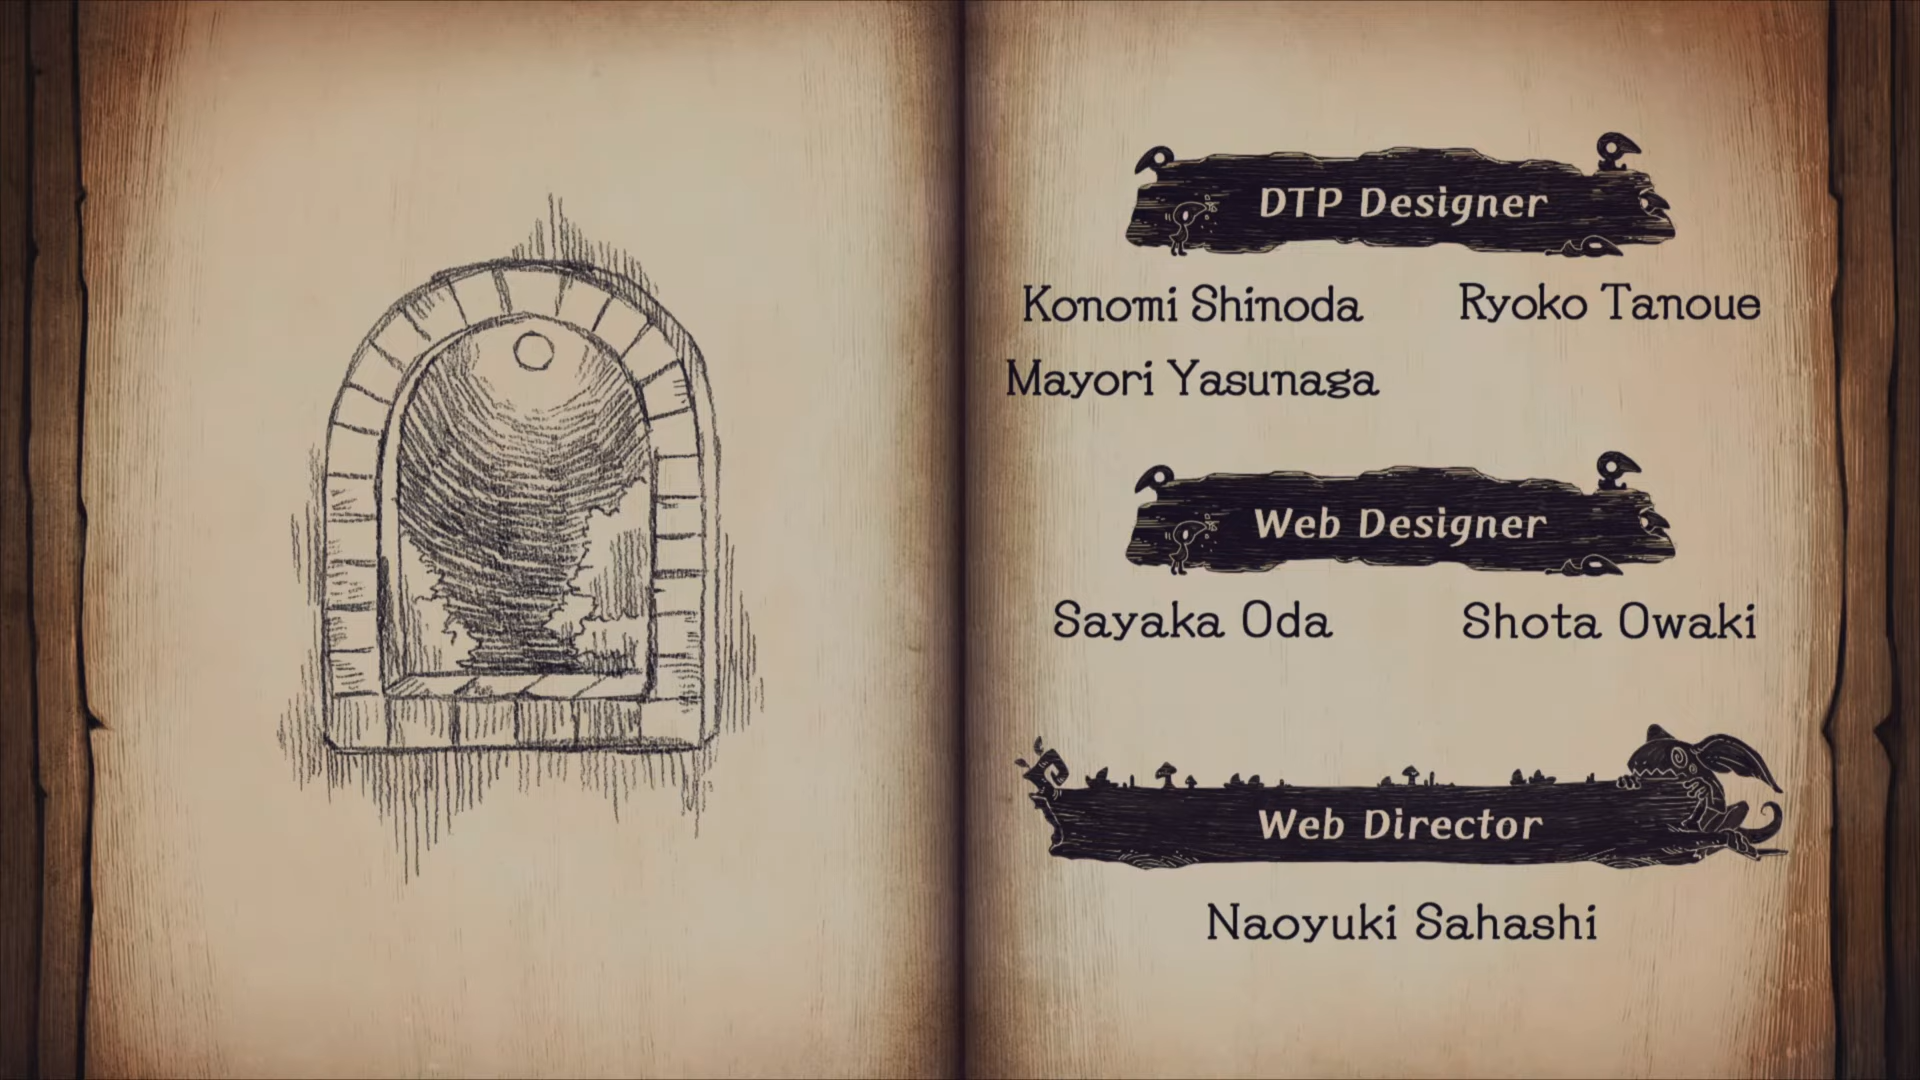 DTP Designer
Konomi Shinoda Ryoko Tanoue
Mayori Yasunaga
Web Designer
Sayaka Oda Shota Owaki
Web Director
Naoyuki Sahashi